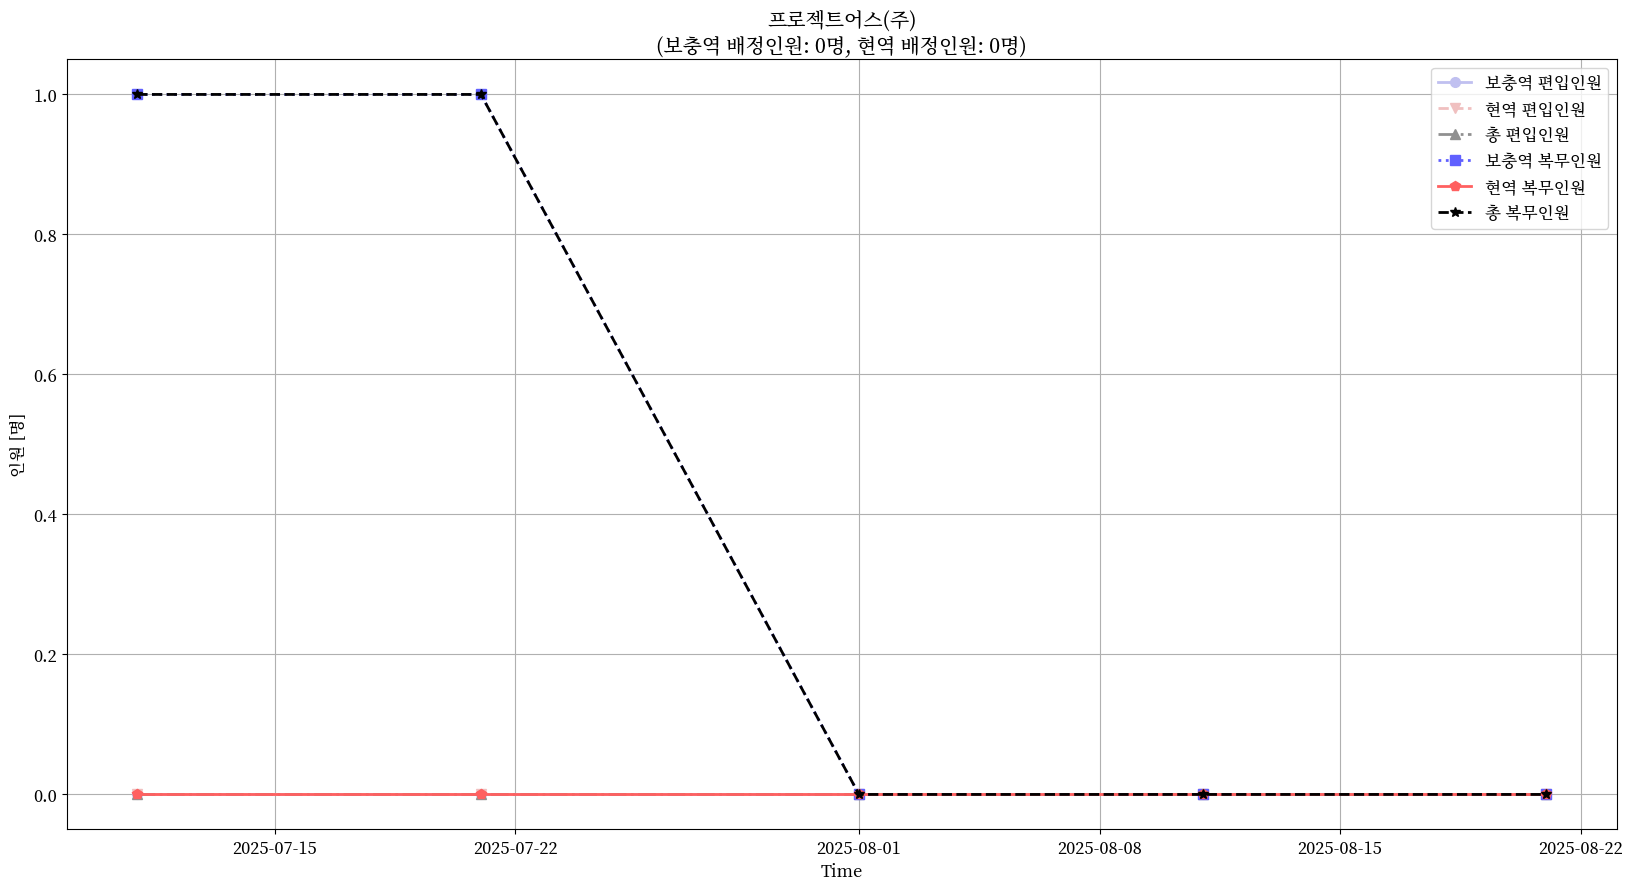 프로젝트어스(주)
(보충역 배정인원: 0명, 현역 배정인원: 0명)
보충역 편입인원
현역 편입인원
총 편입인원
보충역 복무인원
현역 복무인원
총 복무인원
인원 [명]
1.0
0.8
0.6
0.4
0.2
0.0
2025-07-15
2025-07-22
2025-08-01
2025-08-08
2025-08-15
2025-08-22
Time